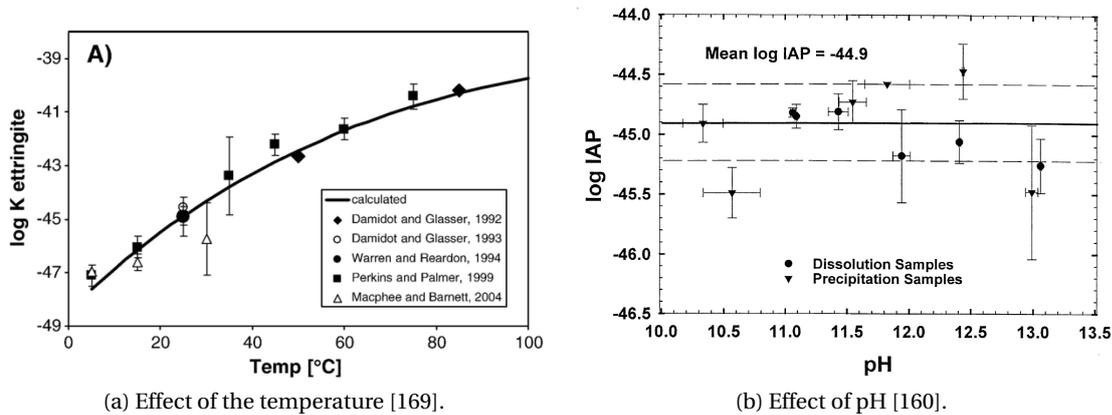 A)
-39
-41
-43
-45
-47
-49
log K ettringite
0 20 40 60 80 100
Temp [°C]
calculated
Damidot and Glasser, 1992
Damidot and Glasser, 1993
Warren and Reardon, 1994
Perkins and Palmer, 1999
Macphee and Barnett, 2004
(a) Effect of the temperature [169].
-44.0
-44.5
-45.0
-45.5
-46.0
-46.5
log IAP
Mean log IAP = -44.9
Dissolution Samples
Precipitation Samples
10.0 10.5 11.0 11.5 12.0 12.5 13.0 13.5
pH
(b) Effect of pH [160].